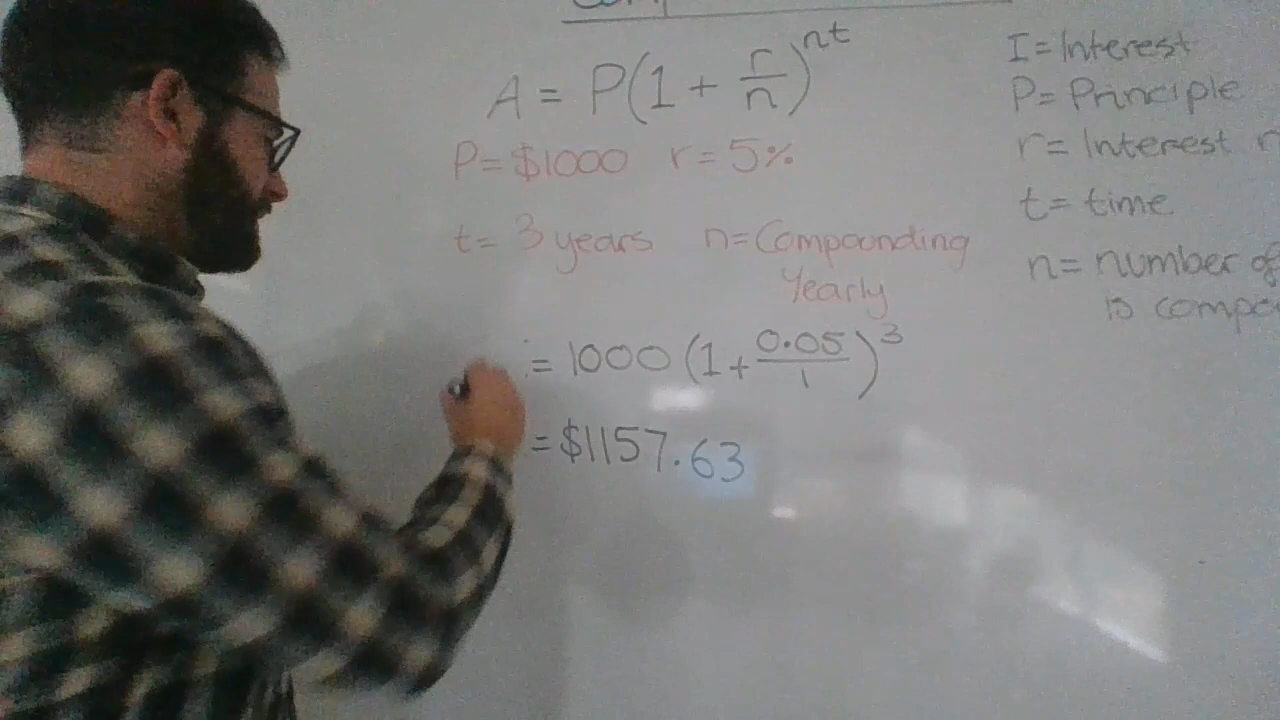 A = P(1 + r/n)^nt
P = $1000 r = 5%
t = 3 years n = Compounding
Yearly
= 1000 (1 + 0.05/1)^3
= $1157.63
I = Interest
P = Principle
r = Interest
t = time
n = number of
is